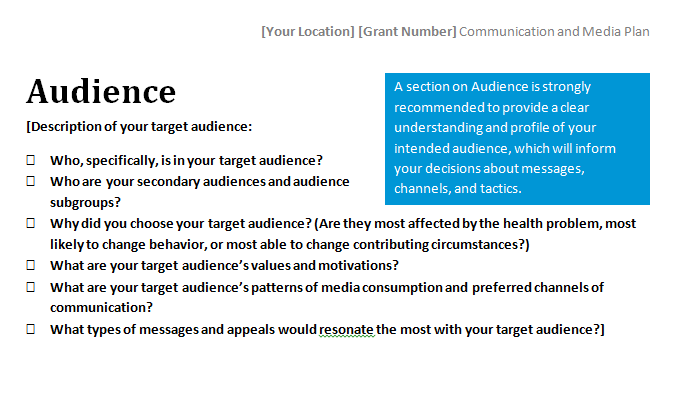 [Your Location] [Grant Number] Communication and Media Plan
Audience
[Description of your target audience:
A section on Audience is strongly
recommended to provide a clear
understanding and profile of your
intended audience, which will inform
your decisions about messages,
channels, and tactics.
Who, specifically, is in your target audience?
Who are your secondary audiences and audience
subgroups?
Why did you choose your target audience? (Are they most affected by the health problem, most
likely to change behavior, or most able to change contributing circumstances?)
What are your target audience's values and motivations?
What are your target audience's patterns of media consumption and preferred channels of
communication?
What types of messages and appeals would resonate the most with your target audience?]